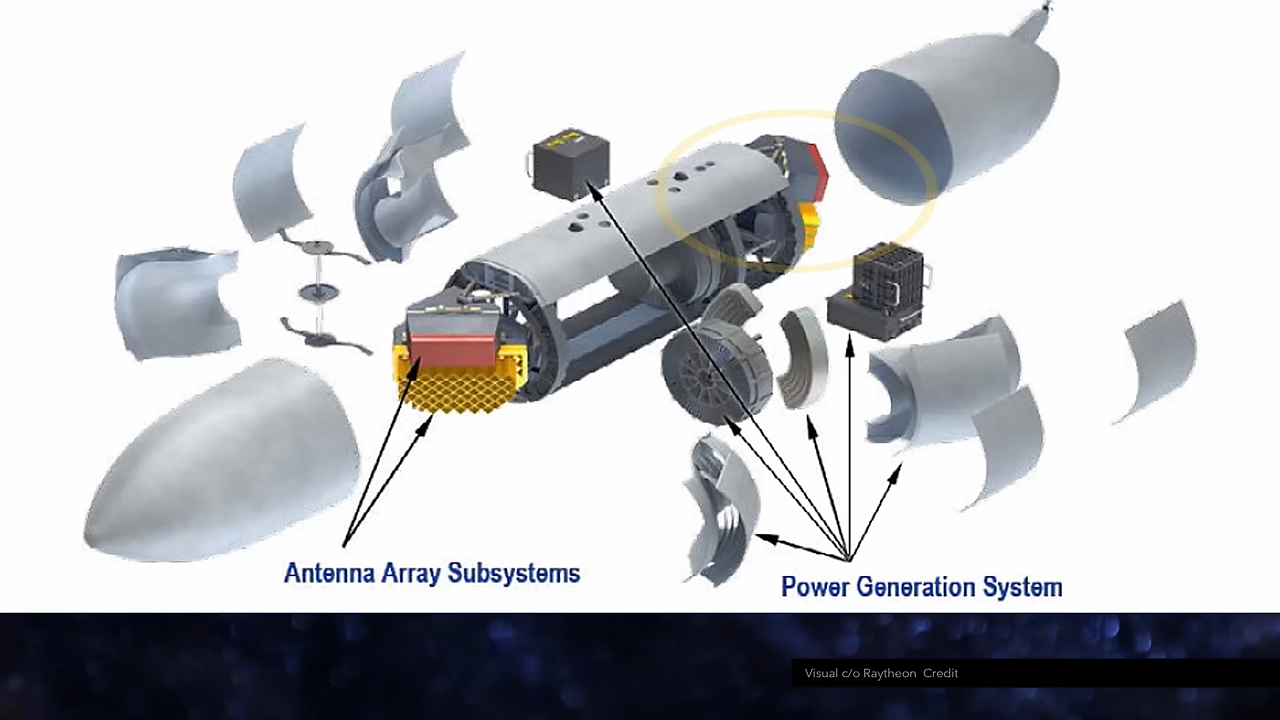 Antenna Array Subsystems
Power Generation System
Visual c/o Raytheon Credit